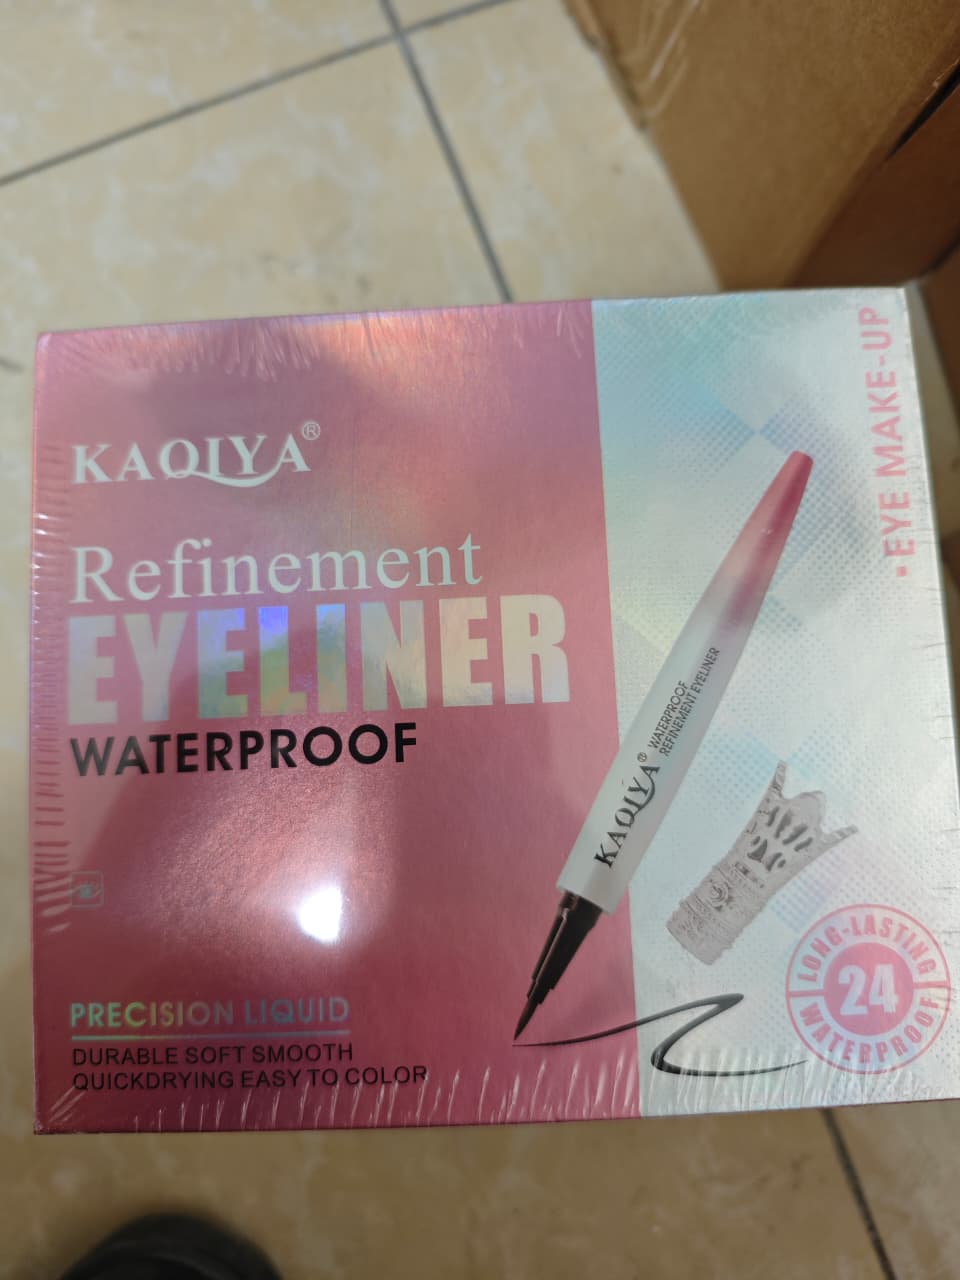 KAQIYA®
Refinement
EYELINER
WATERPROOF
PRECISION LIQUID
DURABLE SOFT SMOOTH
QUICKDRYING EASY TO COLOR
• EYE MAKE-UP
KAQIYA® WATERPROOF
REFINEMENT EYELINER
LONG-LASTING
24
WATERPROOF